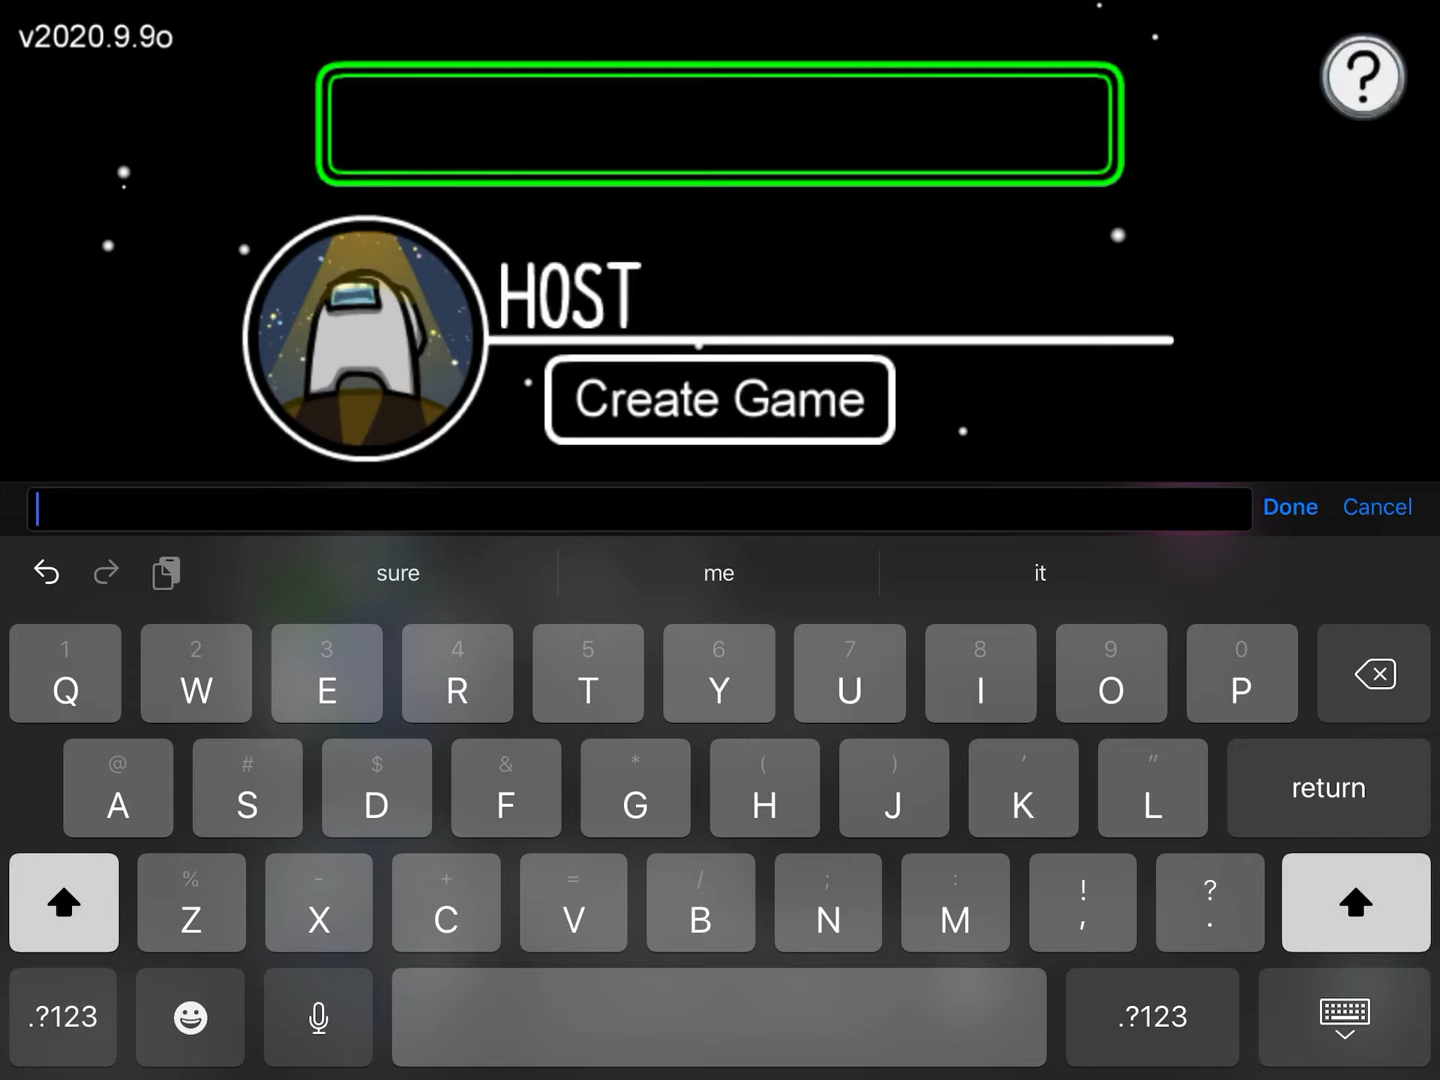 v2020.9.9o
?
HOST
Create Game
Done Cancel
sure me it
1 2 3 4 5 6 7 8 9 0
Q W E R T Y U I O P
@ # $ & * ( ) ' "
A S D F G H J K L return
% - + = / ; : ! ?
Z X C V B N M , .
.?123 .?123